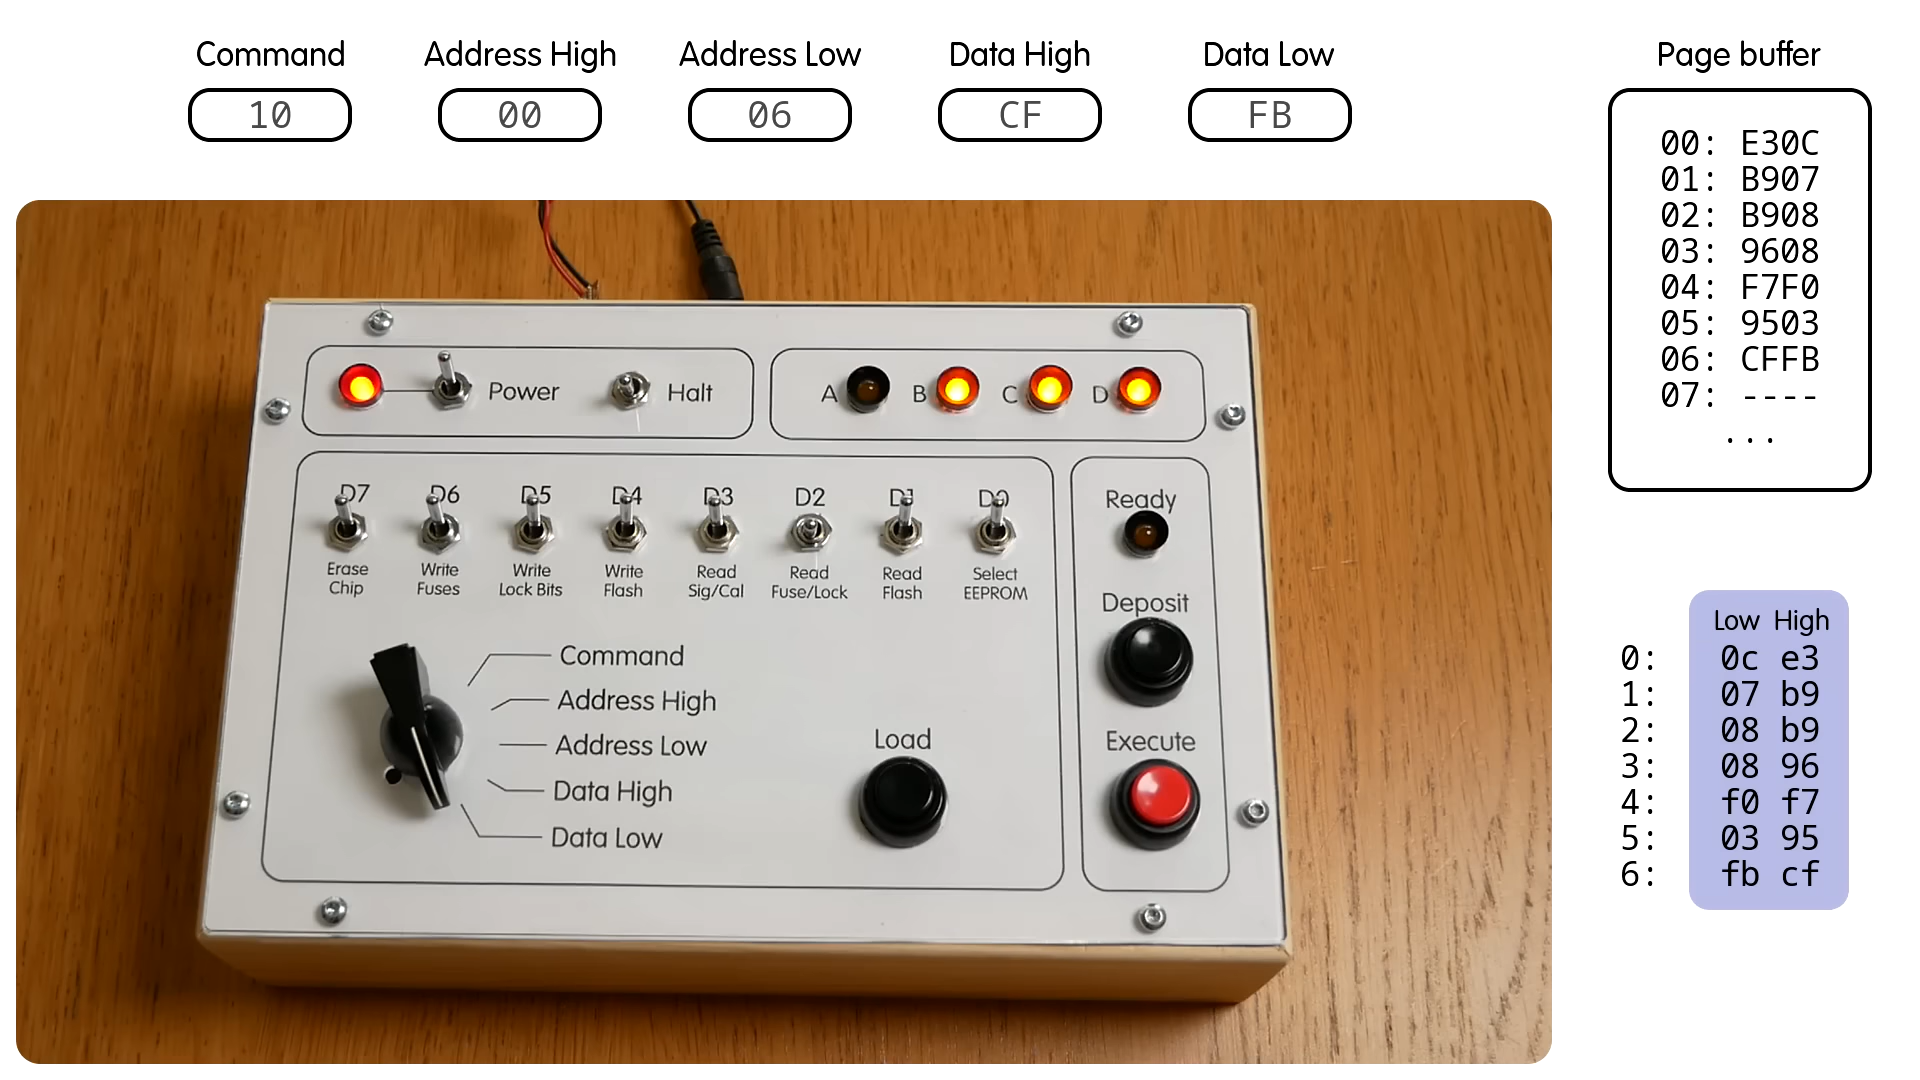 Command Address High Address Low Data High Data Low Page buffer
10 00 06 CF FB
00: E30C
01: B907
02: B908
03: 9608
04: F7F0
05: 9503
06: CFFB
07: ----
...
Power Halt A B C D
D7 D6 D5 D4 D3 D2 D1 D0
Erase Chip
Write Fuses
Write Lock Bits
Write Flash
Read Sig/Cal
Read Fuse/Lock
Read Flash
Select EEPROM
Ready
Deposit
Execute
Command
Address High
Address Low
Data High
Data Low
Load
Low High
0: 0c e3
1: 07 b9
2: 08 b9
3: 08 96
4: f0 f7
5: 03 95
6: fb cf